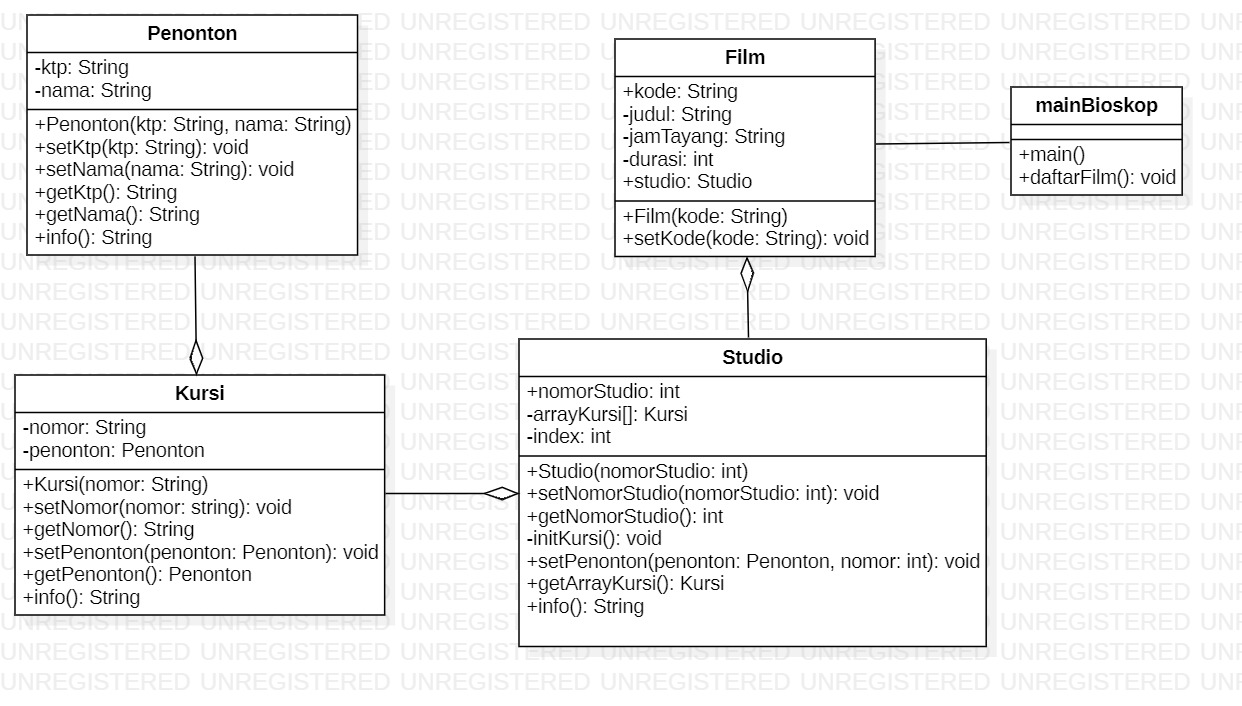 Penonton
-ktp: String
-nama: String
+Penonton(ktp: String, nama: String)
+setKtp(ktp: String): void
+setNama(nama: String): void
+getKtp(): String
+getNama(): String
+info(): String
Film
+kode: String
-judul: String
-jamTayang: String
-durasi: int
+studio: Studio
+Film(kode: String)
+setKode(kode: String): void
mainBioskop
+main()
+daftarFilm(): void
Kursi
-nomor: String
-penonton: Penonton
+Kursi(nomor: String)
+setNomor(nomor: string): void
+getNomor(): String
+setPenonton(penonton: Penonton): void
+getPenonton(): Penonton
+info(): String
Studio
+nomorStudio: int
-arrayKursi[]: Kursi
-index: int
+Studio(nomorStudio: int)
+setNomorStudio(nomorStudio: int): void
+getNomorStudio(): int
-initKursi(): void
+setPenonton(penonton: Penonton, nomor: int): void
+getArrayKursi(): Kursi
+info(): String
UNREGISTERED UNREGISTERED UNREGISTERED UNREGISTERED UNREGISTERED UNREGISTERED